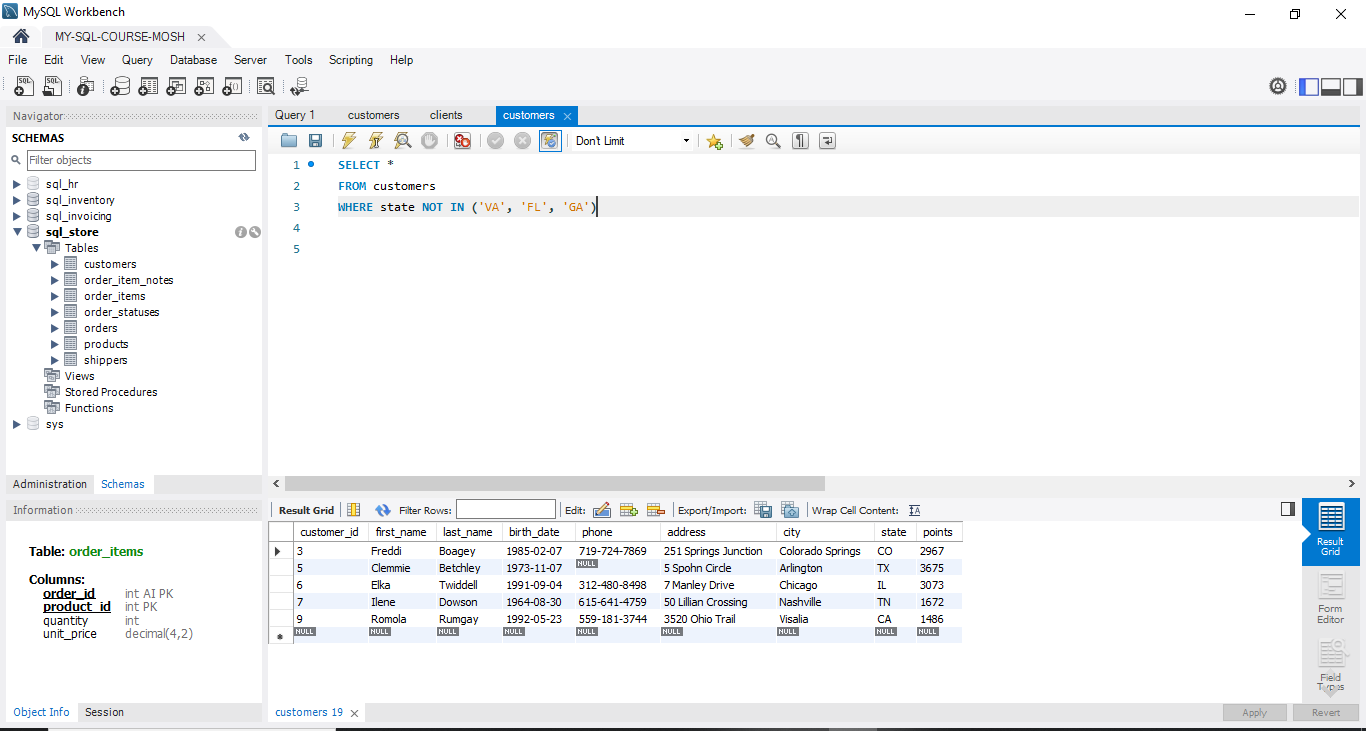 MySQL Workbench
MY-SQL-COURSE-MOSH
File Edit View Query Database Server Tools Scripting Help
Navigator
SCHEMAS
Filter objects
sql_hr
sql_inventory
sql_invoicing
sql_store
Tables
customers
order_item_notes
order_items
order_statuses
orders
products
shippers
Views
Stored Procedures
Functions
sys
Administration Schemas
Information
Table: order_items
Columns:
order_id int AI PK
product_id int PK
quantity int
unit_price decimal(4,2)
Object Info Session
Query 1 customers clients customers
Don't Limit
1 SELECT *
2 FROM customers
3 WHERE state NOT IN ('VA', 'FL', 'GA')
4
5
Result Grid Filter Rows: Edit: Export/Import: Wrap Cell Content: IA
customer_id first_name last_name birth_date phone address city state points
3 Freddi Boagey 1985-02-07 719-724-7869 251 Springs Junction Colorado Springs CO 2967
5 Clemmie Betchley 1973-11-07 NULL 5 Spohn Circle Arlington TX 3675
6 Elka Twiddell 1991-09-04 312-480-8498 7 Manley Drive Chicago IL 3073
7 Ilene Dowson 1964-08-30 615-641-4759 50 Lillian Crossing Nashville TN 1672
9 Romola Rumgay 1992-05-23 559-181-3744 3520 Ohio Trail Visalia CA 1486
NULL NULL NULL NULL NULL NULL NULL NULL NULL
Result
Grid
Form
Editor
Field
Types
customers 19
Apply Revert